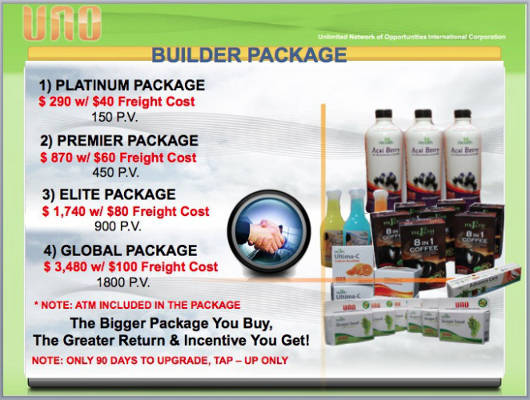 UNO
Unlimited Network of Opportunities International Corporation
BUILDER PACKAGE
1) PLATINUM PACKAGE
$ 290 w/ $40 Freight Cost
150 P.V.
2) PREMIER PACKAGE
$ 870 w/ $60 Freight Cost
450 P.V.
3) ELITE PACKAGE
$ 1,740 w/ $80 Freight Cost
900 P.V.
4) GLOBAL PACKAGE
$ 3,480 w/ $100 Freight Cost
1800 P.V.
* NOTE: ATM INCLUDED IN THE PACKAGE
The Bigger Package You Buy,
The Greater Return & Incentive You Get!
NOTE: ONLY 90 DAYS TO UPGRADE, TAP – UP ONLY
Acai Berry
Acai Berry
Acai Berry
8 IN 1
COFFEE
8 IN 1
COFFEE
Ultima-C
Ultima-C
UNO
UNO